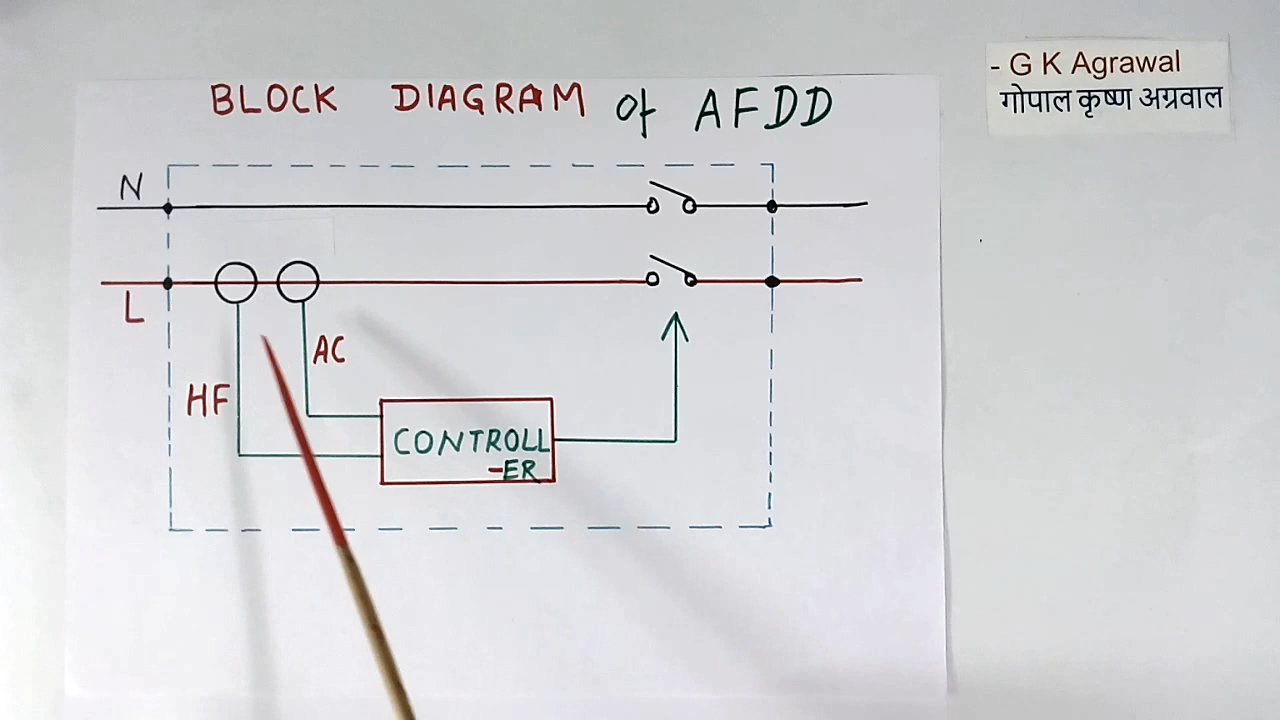 BLOCK DIAGRAM of AFDD
- G K Agrawal
गोपाल कृष्ण अग्रवाल
N
L
AC
HF
CONTROLL
-ER